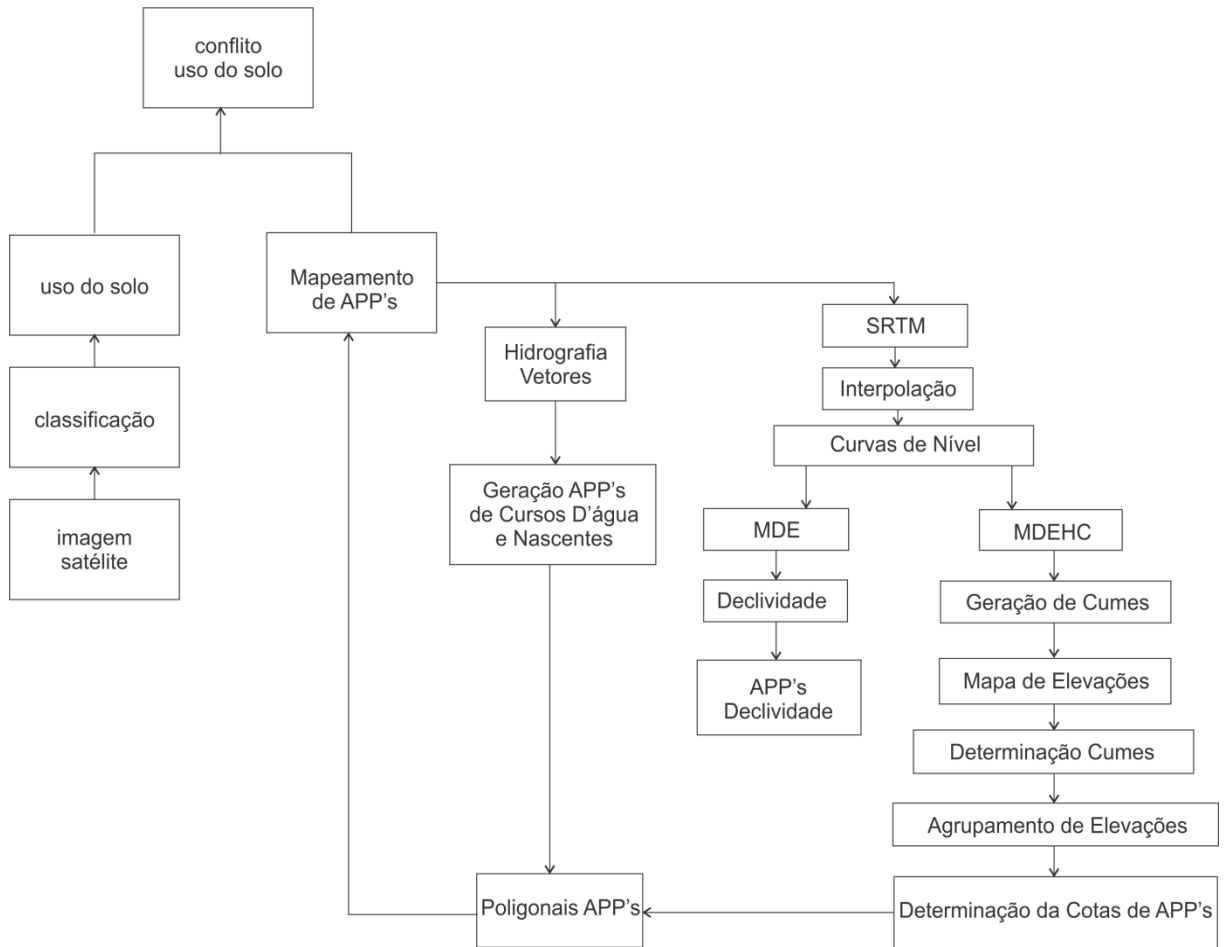 conflito
uso do solo
uso do solo
Mapeamento
de APP's
SRTM
Hidrografia
Vetores
classificação
Interpolação
Curvas de Nível
Geração APP's
de Cursos D'água
e Nascentes
imagem
satélite
MDE
MDEHC
Declividade
Geração de Cumes
APP's
Declividade
Mapa de Elevações
Determinação Cumes
Agrupamento de Elevações
Poligonais APP's
Determinação da Cotas de APP's